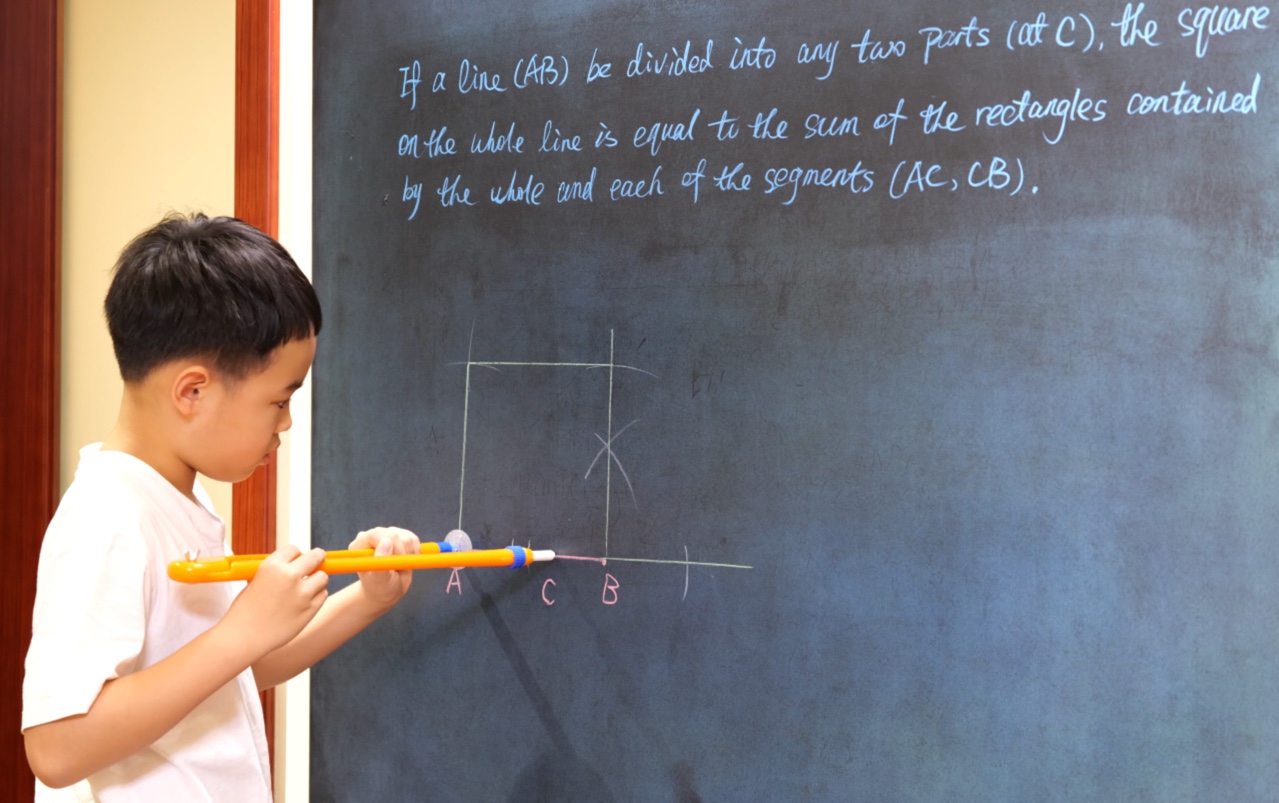 If a line (AB) be divided into any two parts (at C), the square
on the whole line is equal to the sum of the rectangles contained
by the whole and each of the segments (AC, CB).
A C B